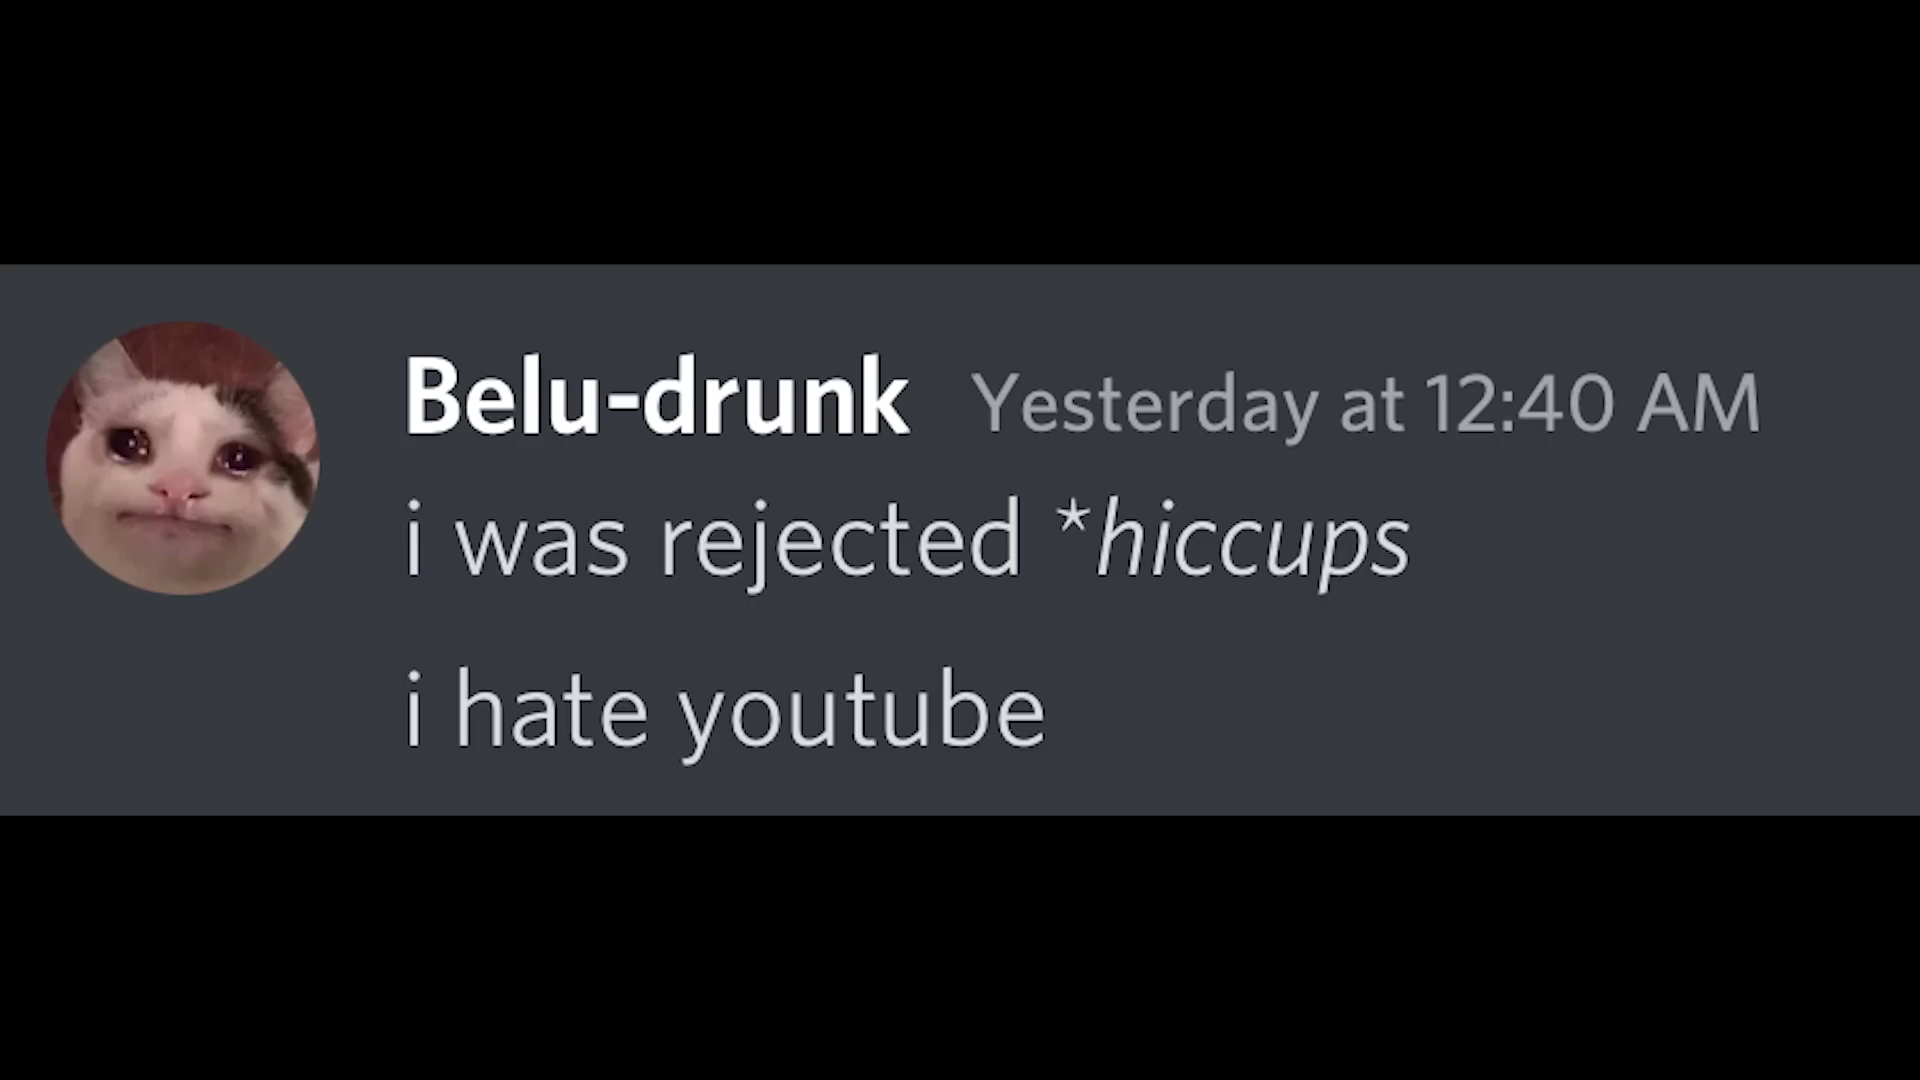 Belu-drunk Yesterday at 12:40 AM
i was rejected *hiccups
i hate youtube